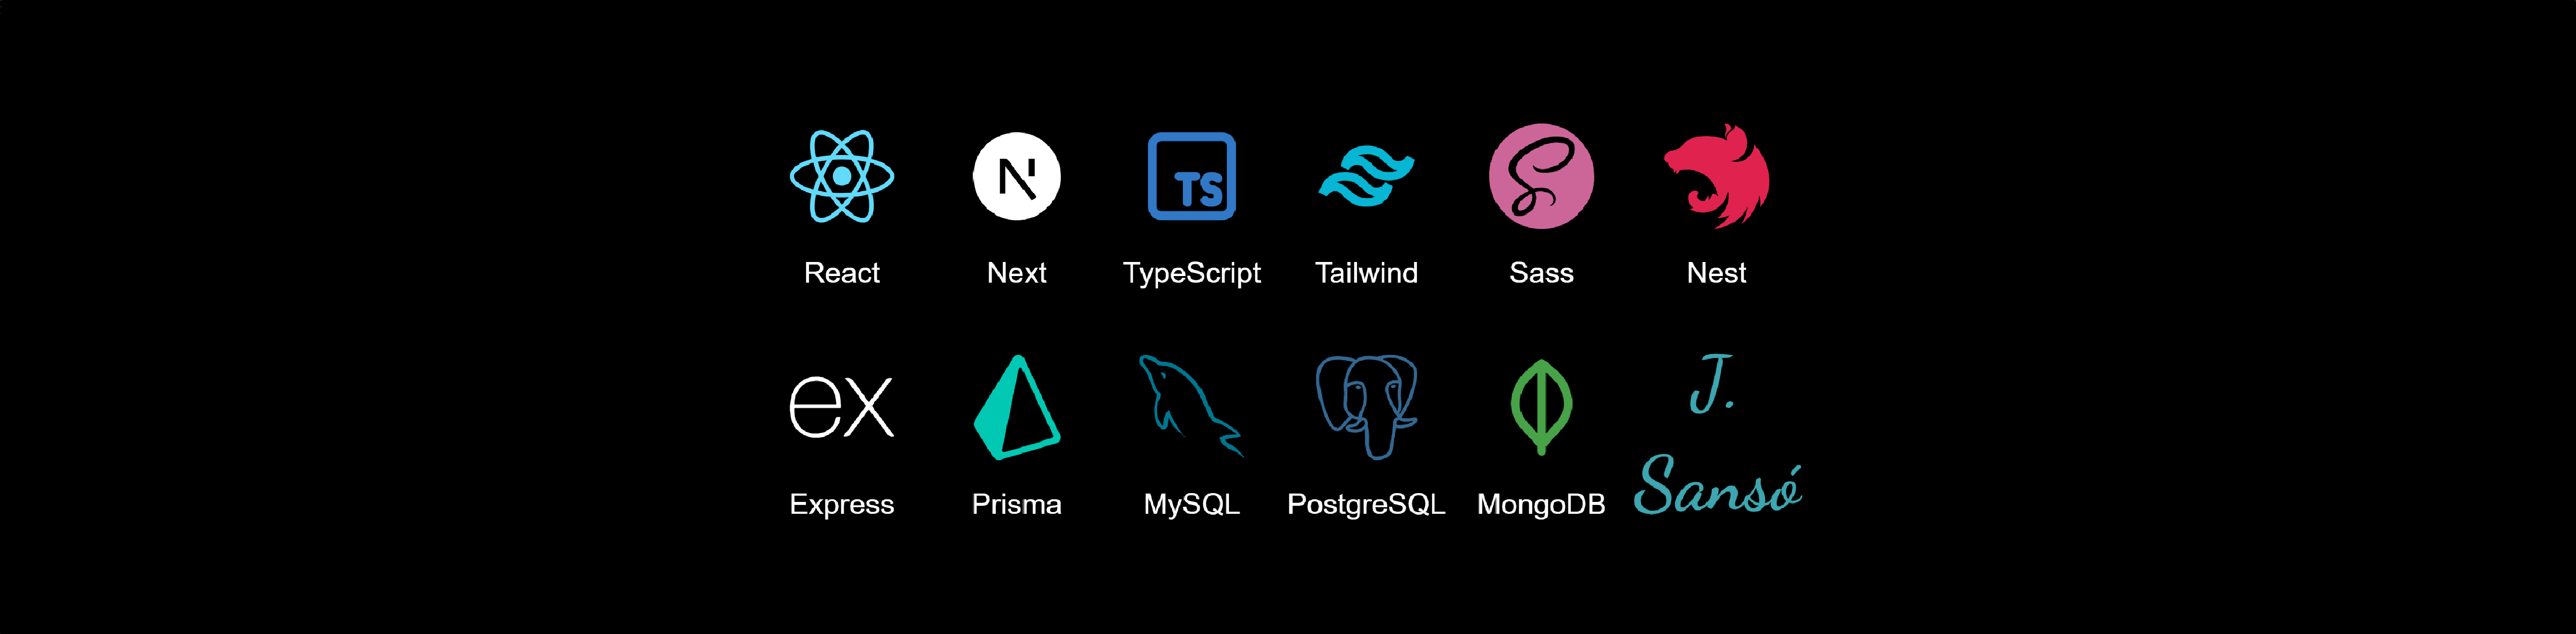 N
TS
React
Next
TypeScript
Tailwind
Sass
Nest
ex
J.
Sansó
Express
Prisma
MySQL
PostgreSQL
MongoDB